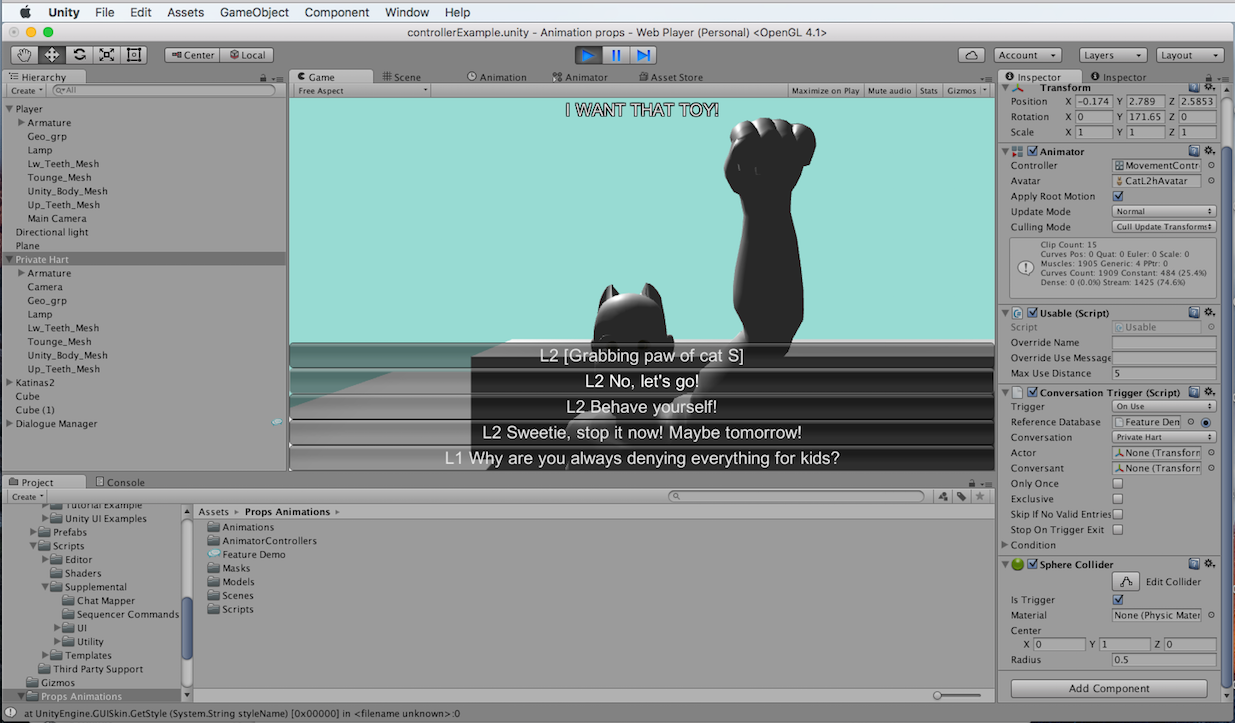 Unity File Edit Assets GameObject Component Window Help
controllerExample.unity - Animation props - Web Player (Personal) <OpenGL 4.1>
Center Local Account Layers Layout
Hierarchy
Create All
Player
Armature
Geo_grp
Lamp
Lw_Teeth_Mesh
Tounge_Mesh
Unity_Body_Mesh
Up_Teeth_Mesh
Main Camera
Directional light
Plane
Private Hart
Armature
Camera
Geo_grp
Lamp
Lw_Teeth_Mesh
Tounge_Mesh
Unity_Body_Mesh
Up_Teeth_Mesh
Katinas2
Cube
Cube (1)
Dialogue Manager
Game Scene Animation Animator Asset Store
Free Aspect Maximize on Play Mute audio Stats Gizmos
I WANT THAT TOY!
L2 [Grabbing paw of cat S]
L2 No, let's go!
L2 Behave yourself!
L2 Sweetie, stop it now! Maybe tomorrow!
L1 Why are you always denying everything for kids?
Inspector Inspector
Transform
Position X -0.174 Y 2.789 Z 2.5853
Rotation X 0 Y 171.65 Z 0
Scale X 1 Y 1 Z 1
Animator
Controller MovementContr
Avatar CatL2hAvatar
Apply Root Motion
Update Mode Normal
Culling Mode Cull Update Transforms
Clip Count: 15
Curves Pos: 0 Quat: 0 Euler: 0 Scale: 0
Muscles: 1905 Generic: 4 PPtr: 0
Curves Count: 1909 Constant: 484 (25.4%)
Dense: 0 (0.0%) Stream: 1425 (74.6%)
Usable (Script)
Script Usable
Override Name
Override Use Message
Max Use Distance 5
Conversation Trigger (Script)
Trigger On Use
Reference Database Feature Den
Conversation Private Hart
Actor None (Transforn
Conversant None (Transforn
Only Once
Exclusive
Skip If No Valid Entries
Stop On Trigger Exit
Condition
Sphere Collider
Edit Collider
Is Trigger
Material None (Physic Mater
Center
X 0 Y 1 Z 0
Radius 0.5
Add Component
Project Console
Create
Tutorial Example
Unity UI Examples
Prefabs
Scripts
Editor
Shaders
Supplemental
Chat Mapper
Sequencer Commands
UI
Utility
Templates
Third Party Support
Gizmos
Props Animations
Assets Props Animations
Animations
AnimatorControllers
Feature Demo
Masks
Models
Scenes
Scripts
at UnityEngine.GUISkin.GetStyle (System.String styleName) [0x00000] in <filename unknown>:0